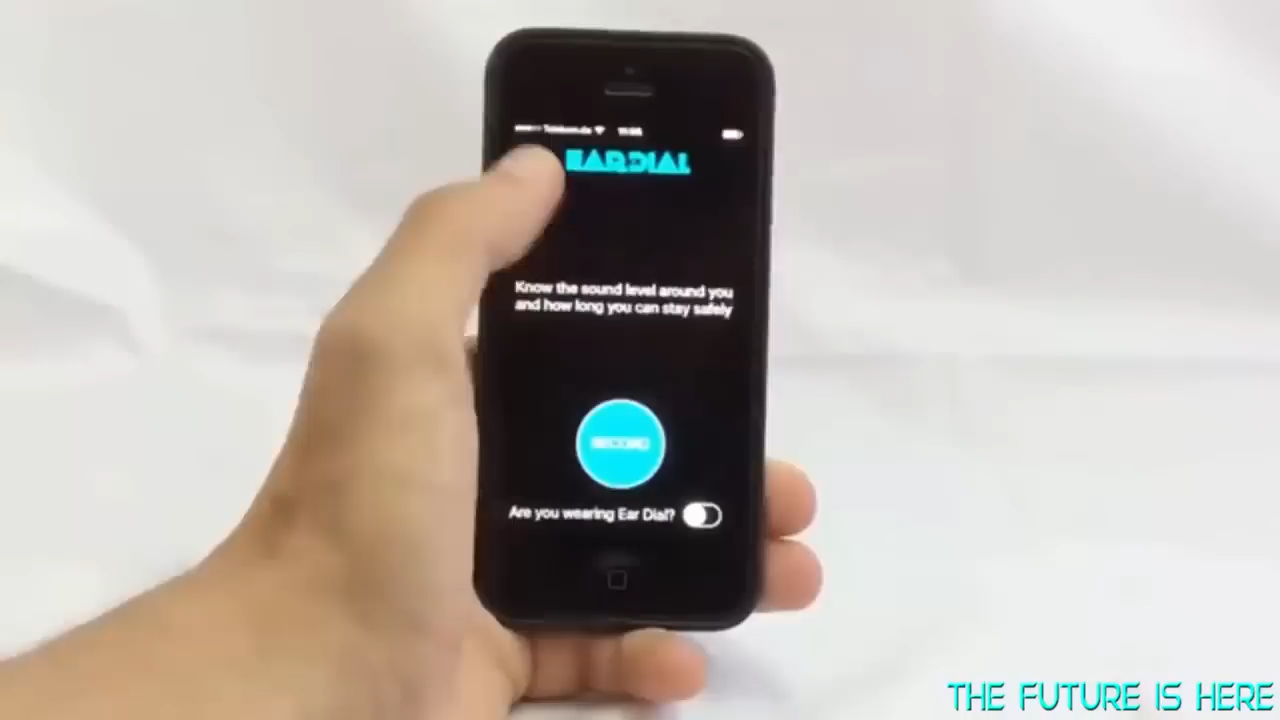 EARDIAL
Know the sound level around you
and how long you can stay safely
Are you wearing Ear Dial?
THE FUTURE IS HERE